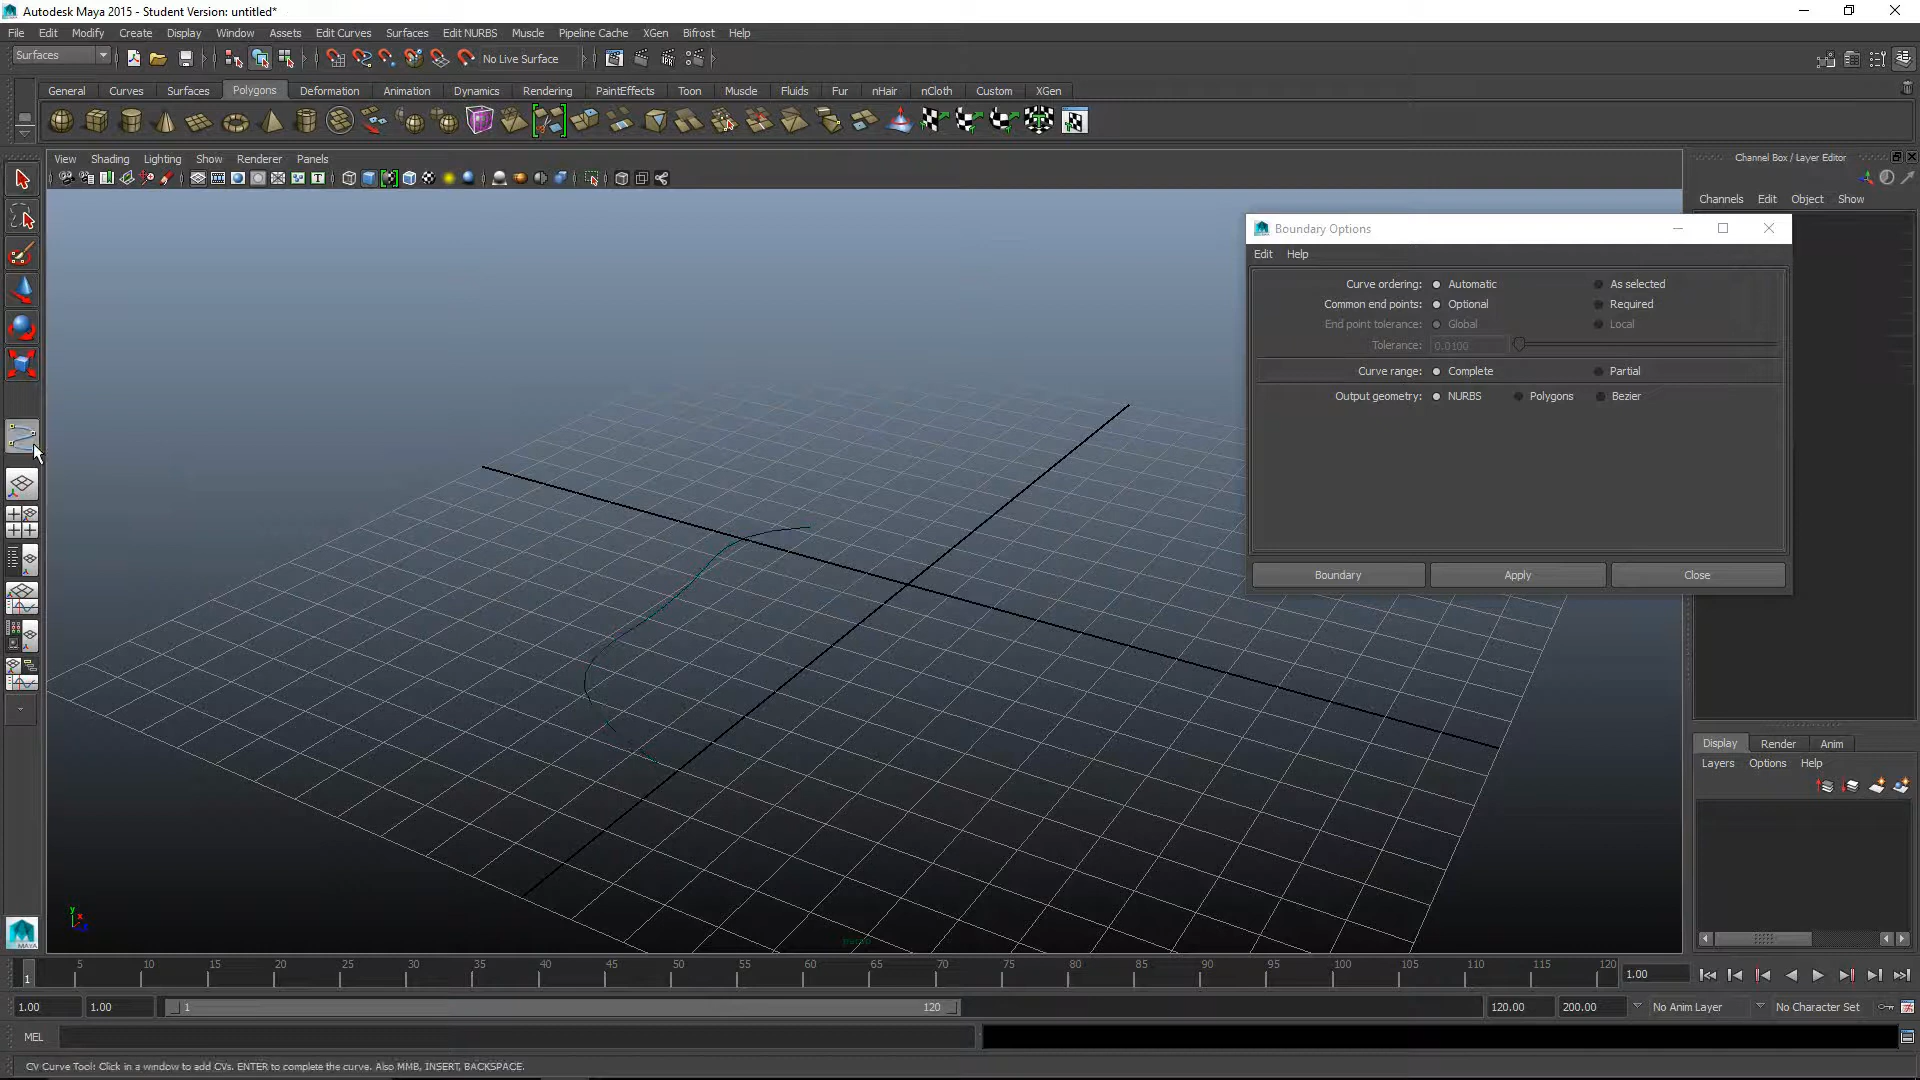 Autodesk Maya 2015 - Student Version: untitled*
File Edit Modify Create Display Window Assets Edit Curves Surfaces Edit NURBS Muscle Pipeline Cache XGen Bifrost Help
Surfaces No Live Surface
General Curves Surfaces Polygons Deformation Animation Dynamics Rendering PaintEffects Toon Muscle Fluids Fur nHair nCloth Custom XGen
View Shading Lighting Show Renderer Panels
Channel Box / Layer Editor
Channels Edit Object Show
Boundary Options
Edit Help
Curve ordering: Automatic As selected
Common end points: Optional Required
End point tolerance: Global Local
Tolerance: 0.0100
Curve range: Complete Partial
Output geometry: NURBS Polygons Bezier
Boundary Apply Close
Display Render Anim
Layers Options Help
MAYA
y
x
persp
5 10 15 20 25 30 35 40 45 50 55 60 65 70 75 80 85 90 95 100 105 110 115 120
1 1.00
1.00 1.00 1 120 120.00 200.00 No Anim Layer No Character Set
MEL
CV Curve Tool: Click in a window to add CVs. ENTER to complete the curve. Also MMB, INSERT, BACKSPACE.